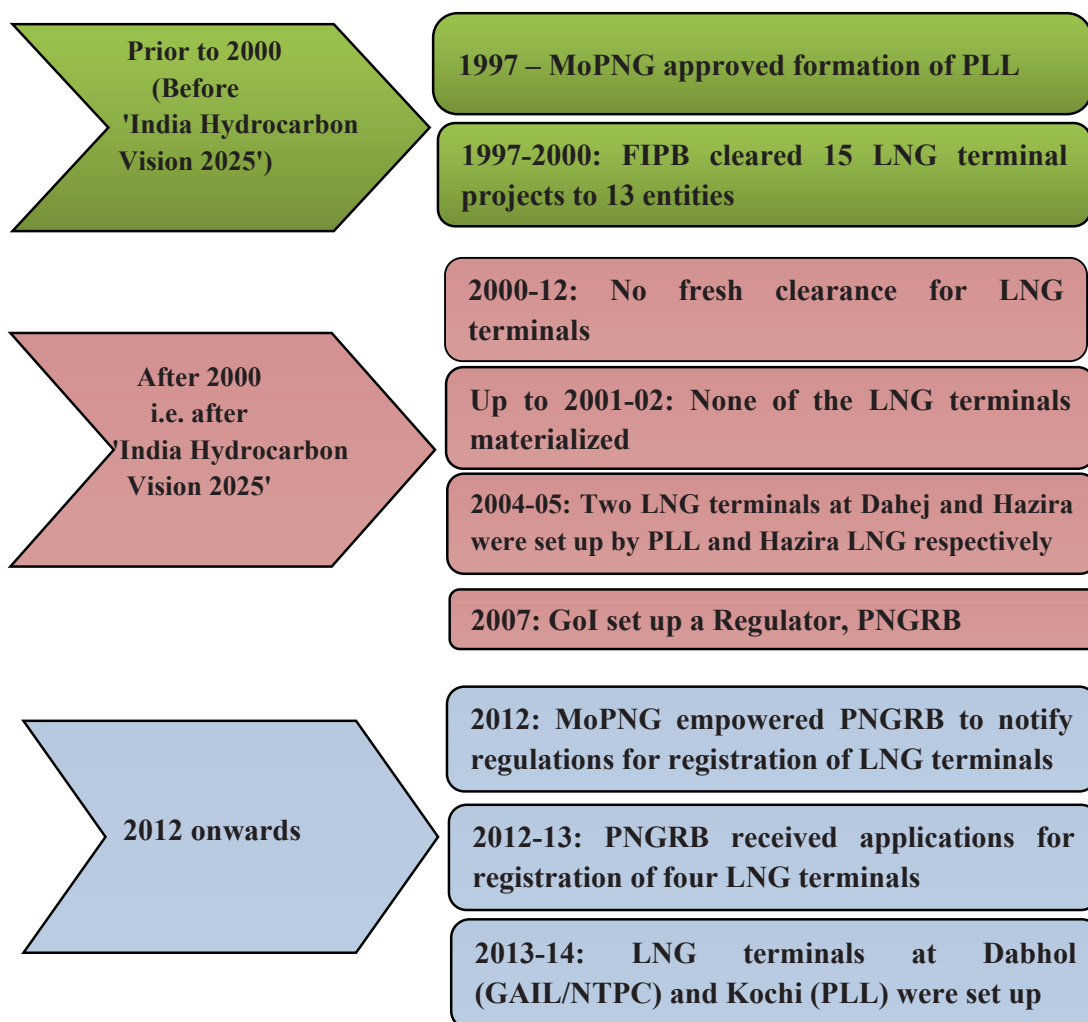 Prior to 2000
(Before
'India Hydrocarbon
Vision 2025')
1997 – MoPNG approved formation of PLL
1997-2000: FIPB cleared 15 LNG terminal
projects to 13 entities
After 2000
i.e. after
'India Hydrocarbon
Vision 2025'
2000-12: No fresh clearance for LNG
terminals
Up to 2001-02: None of the LNG terminals
materialized
2004-05: Two LNG terminals at Dahej and Hazira
were set up by PLL and Hazira LNG respectively
2007: GoI set up a Regulator, PNGRB
2012 onwards
2012: MoPNG empowered PNGRB to notify
regulations for registration of LNG terminals
2012-13: PNGRB received applications for
registration of four LNG terminals
2013-14: LNG terminals at Dabhol
(GAIL/NTPC) and Kochi (PLL) were set up